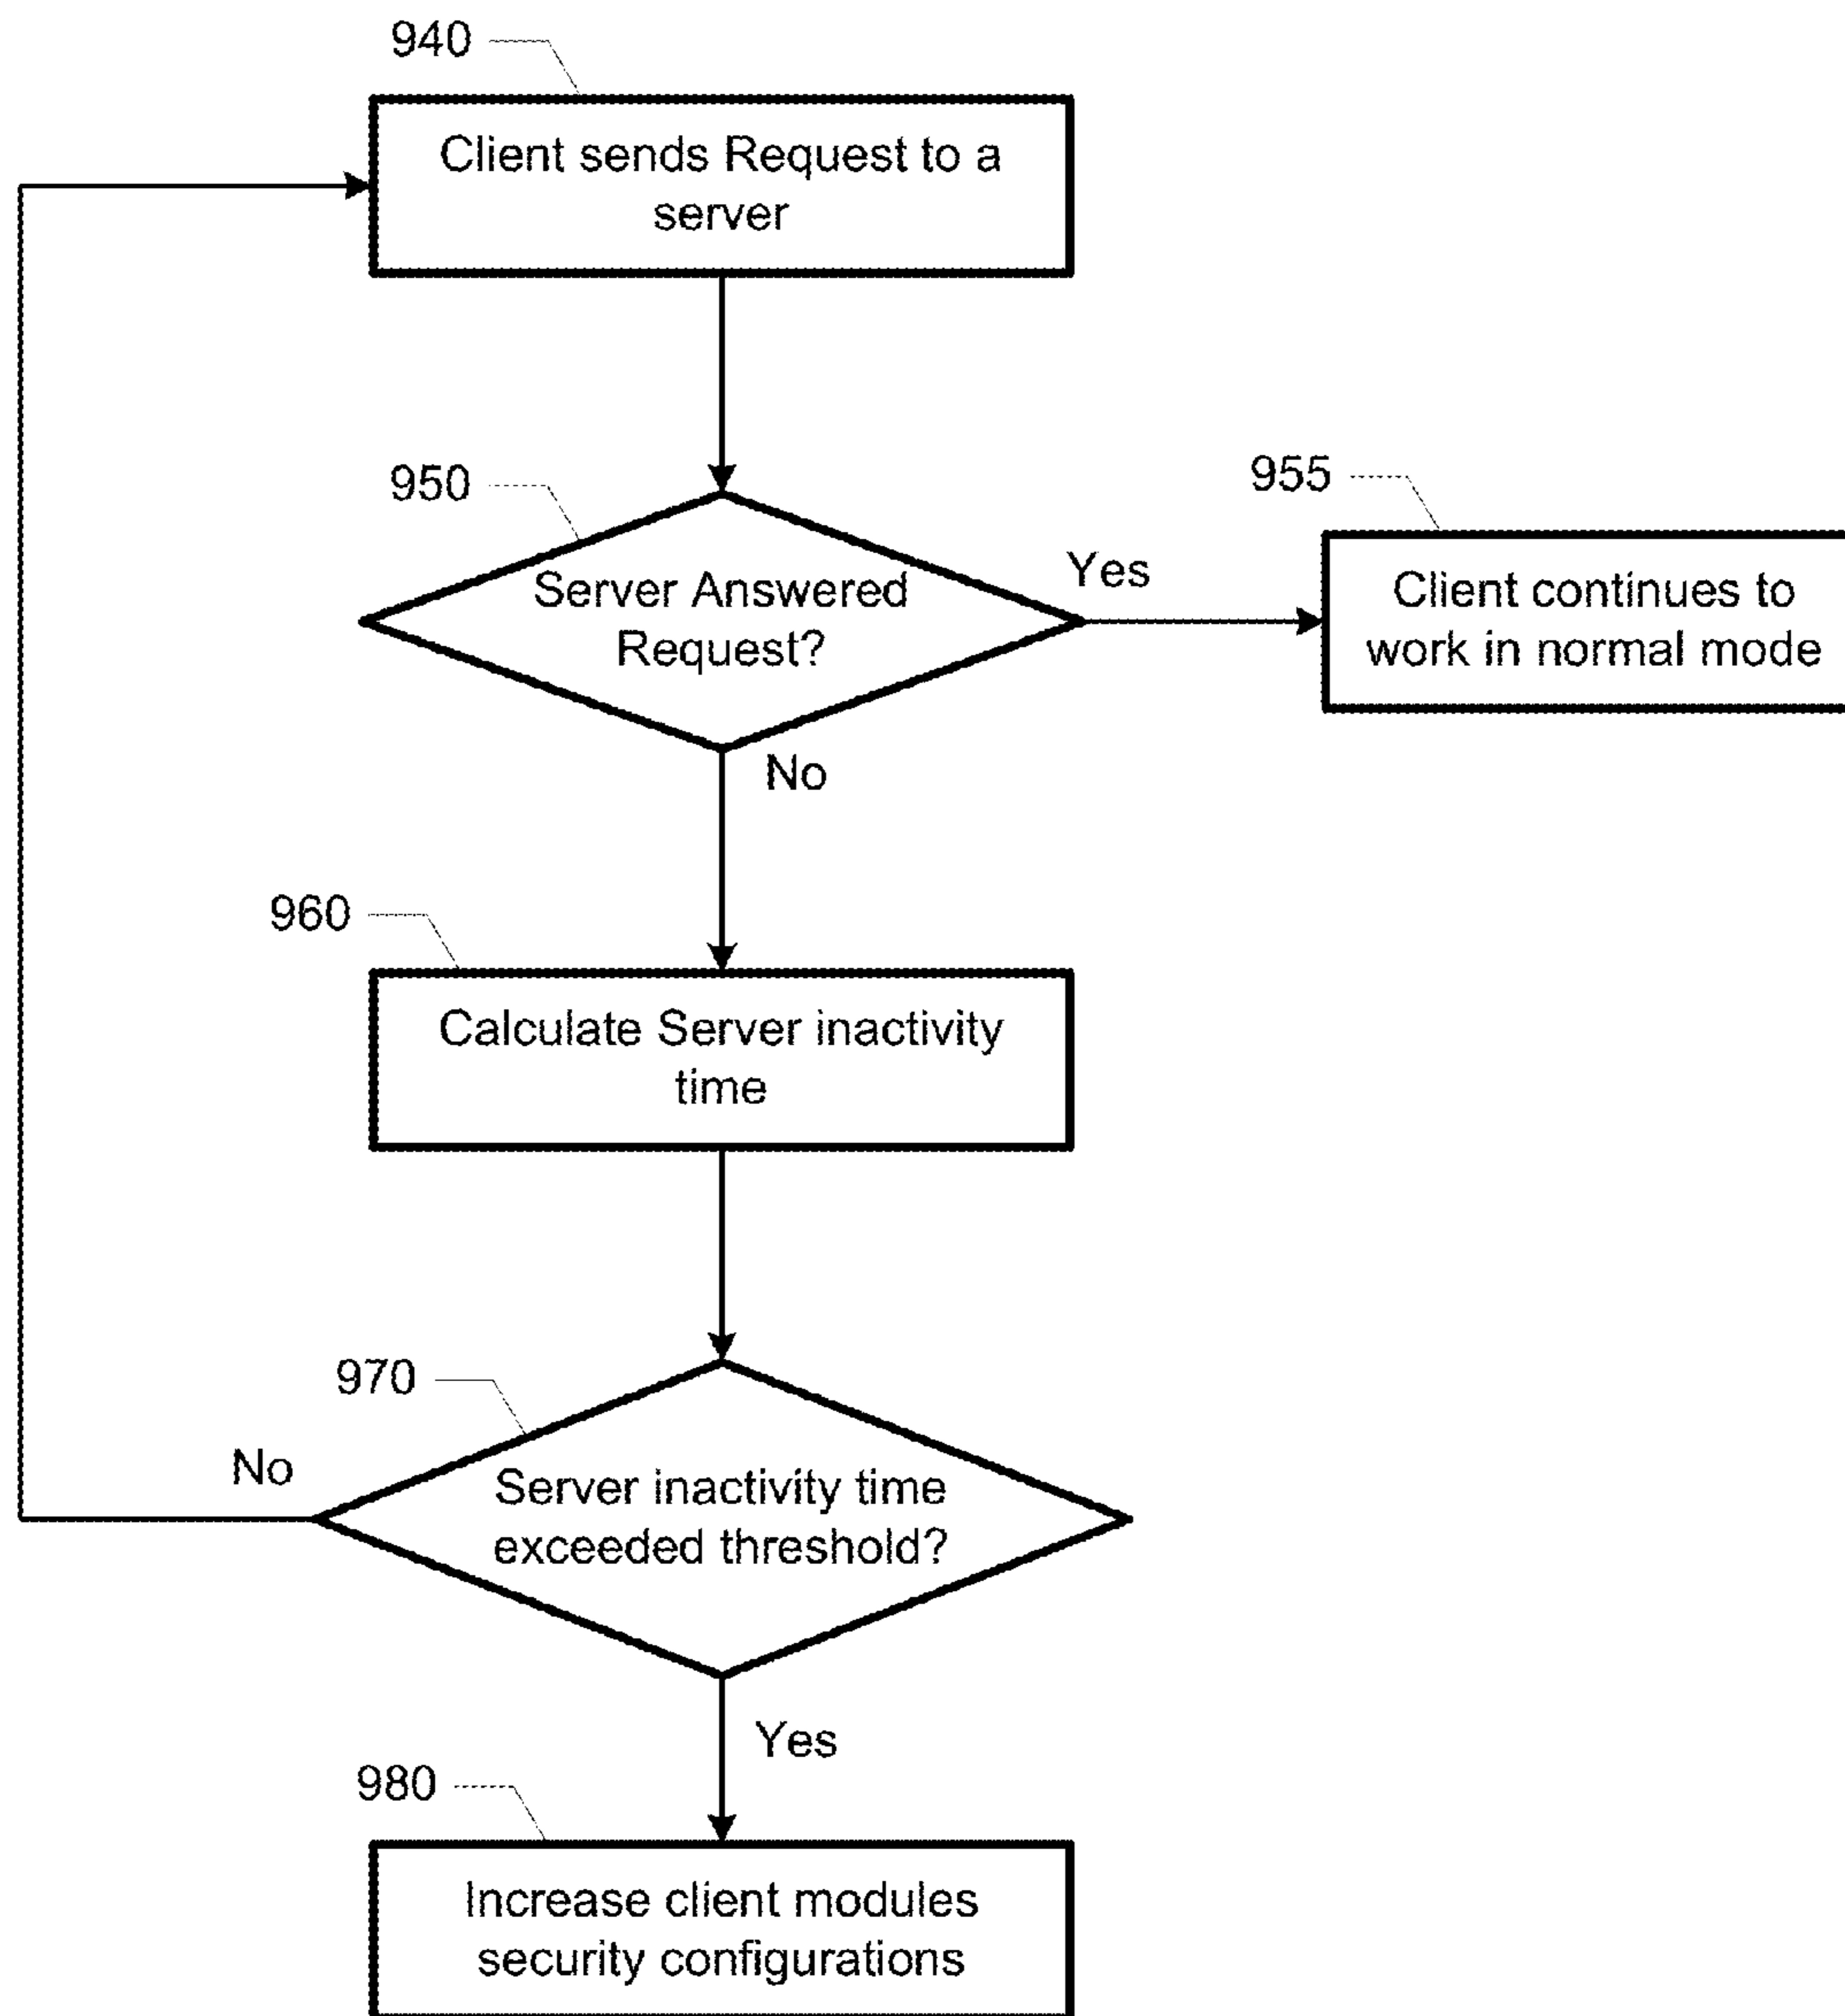 940
Client sends Request to a
server
950
Server Answered
Request?
Yes
955
Client continues to
work in normal mode
No
960
Calculate Server inactivity
time
970
No
Server inactivity time
exceeded threshold?
Yes
980
Increase client modules
security configurations